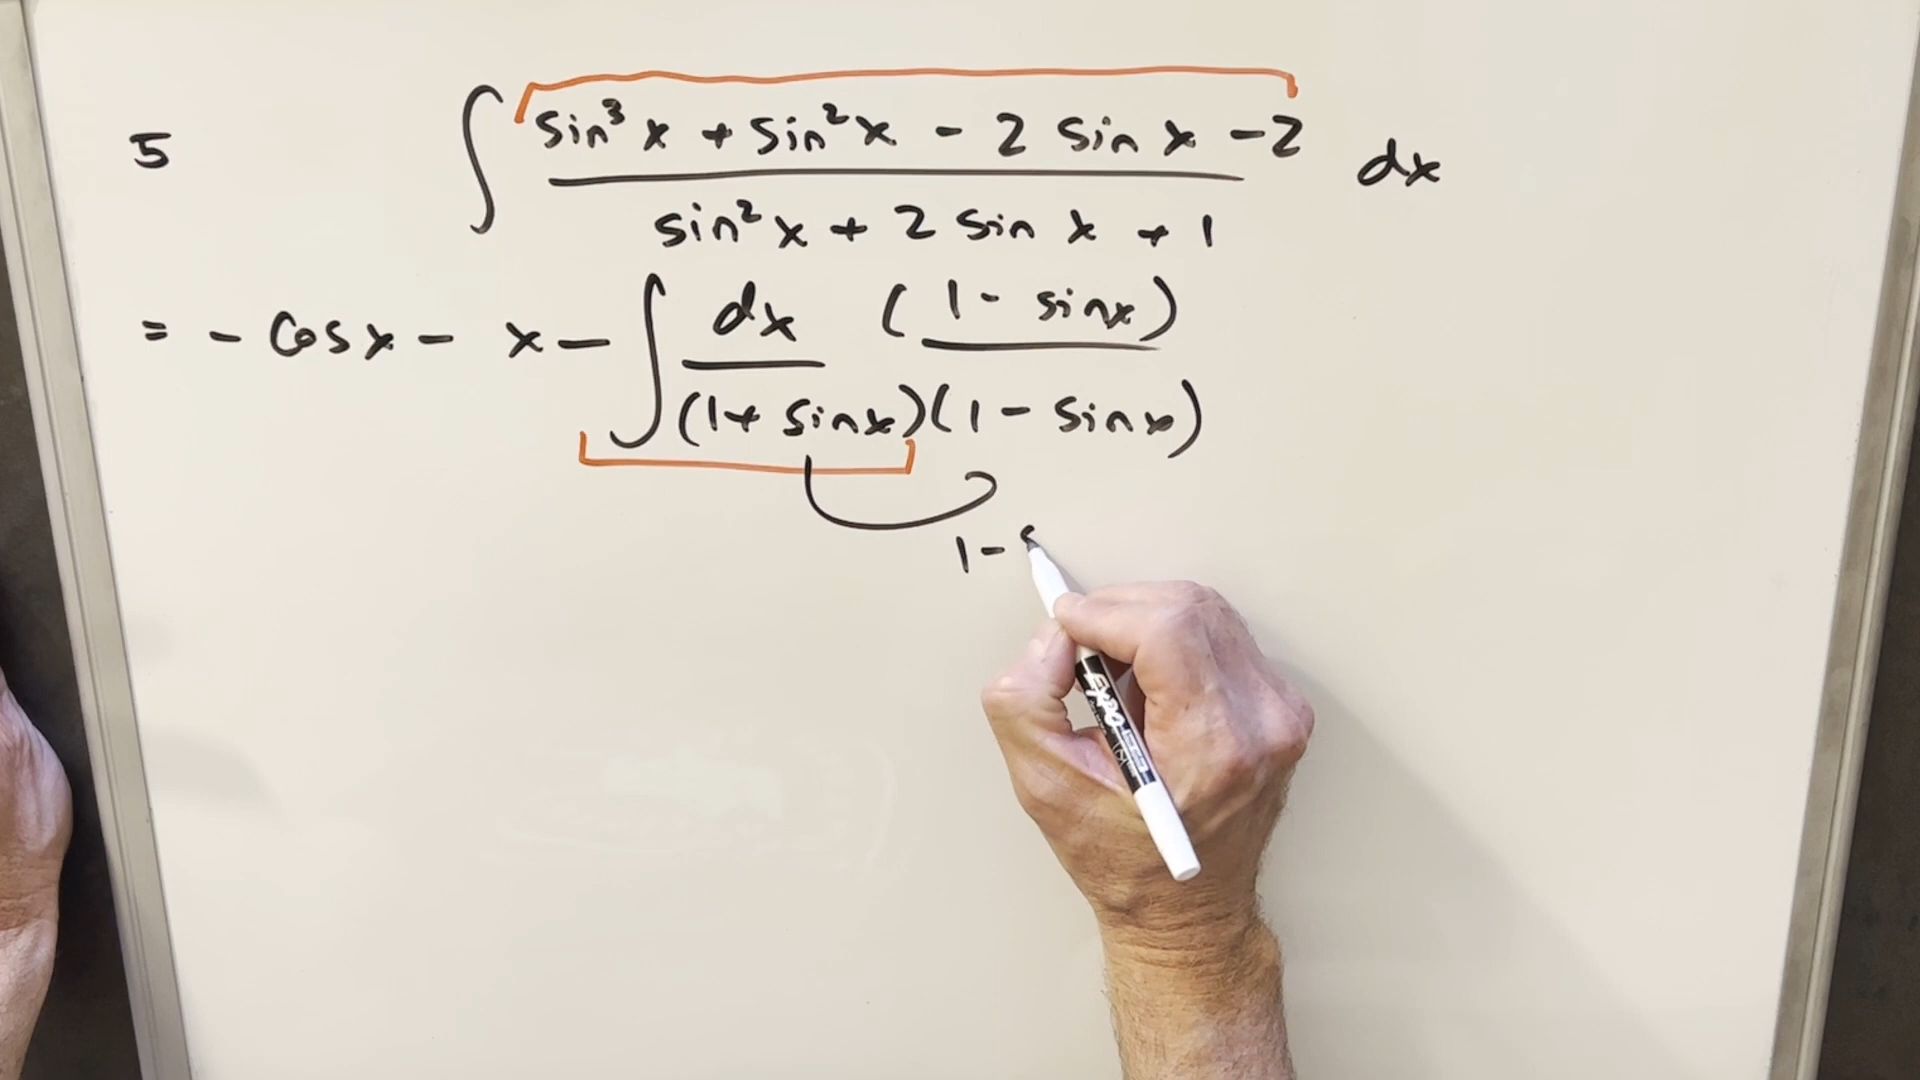 5 ∫ sin³x + sin²x - 2 sin x - 2 dx
sin²x + 2 sin x + 1
= - cos x - x - ∫ dx (1 - sin x)
(1 + sin x)(1 - sin x)
1 - s
EXPO